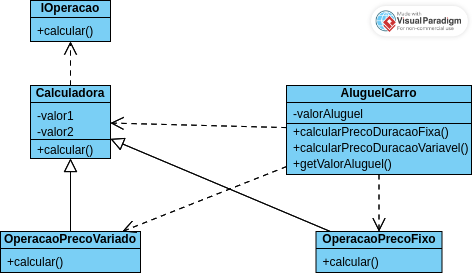 IOperacao
+calcular()
Made with
Visual Paradigm
For non-commercial use
Calculadora
-valor1
-valor2
+calcular()
AluguelCarro
-valorAluguel
+calcularPrecoDuracaoFixa()
+calcularPrecoDuracaoVariavel()
+getValorAluguel()
OperacaoPrecoVariado
+calcular()
OperacaoPrecoFixo
+calcular()